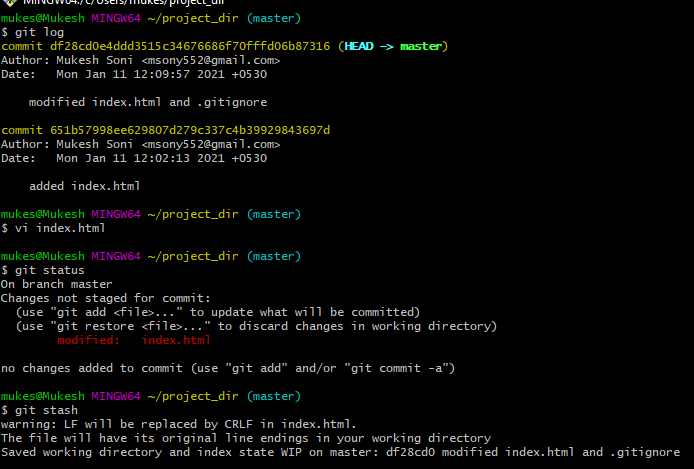 MINGW64:/c/Users/mukes/project_dir
mukes@Mukesh MINGW64 ~/project_dir (master)
$ git log
commit df28cd0e4ddd3515c34676686f70fffd06b87316 (HEAD -> master)
Author: Mukesh Soni <msony552@gmail.com>
Date:   Mon Jan 11 12:09:57 2021 +0530
modified index.html and .gitignore
commit 651b57998ee629807d279c337c4b39929843697d
Author: Mukesh Soni <msony552@gmail.com>
Date:   Mon Jan 11 12:02:13 2021 +0530
added index.html
mukes@Mukesh MINGW64 ~/project_dir (master)
$ vi index.html
mukes@Mukesh MINGW64 ~/project_dir (master)
$ git status
On branch master
Changes not staged for commit:
(use "git add <file>..." to update what will be committed)
(use "git restore <file>..." to discard changes in working directory)
modified:   index.html
no changes added to commit (use "git add" and/or "git commit -a")
mukes@Mukesh MINGW64 ~/project_dir (master)
$ git stash
warning: LF will be replaced by CRLF in index.html.
The file will have its original line endings in your working directory
Saved working directory and index state WIP on master: df28cd0 modified index.html and .gitignore